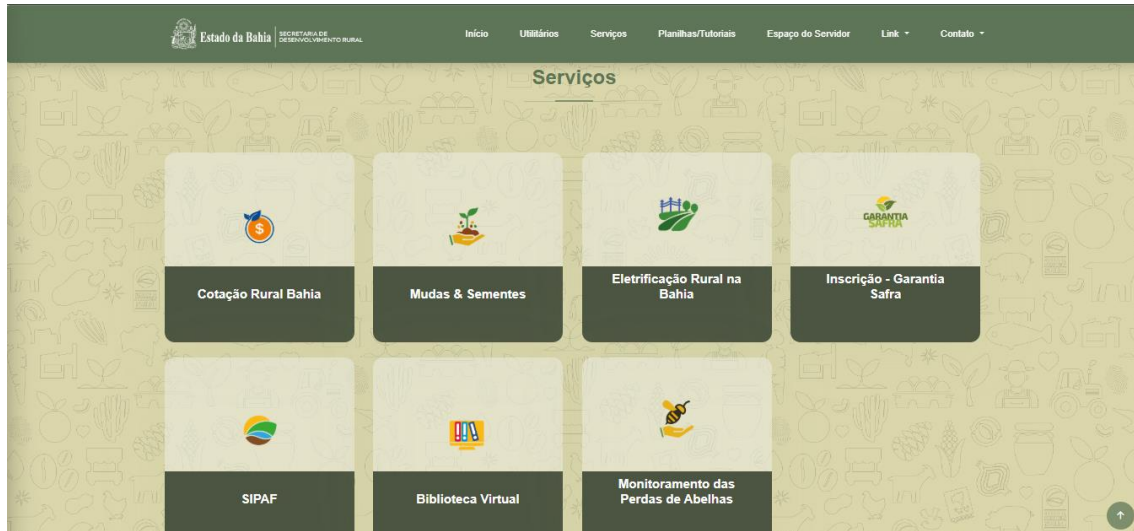 Estado da Bahia
SECRETARIA DE
DESENVOLVIMENTO RURAL
Início
Utilitários
Serviços
Planilhas/Tutoriais
Espaço do Servidor
Link
Contato
Serviços
$
GARANTIA
SAFRA
Cotação Rural Bahia
Mudas & Sementes
Eletrificação Rural na
Bahia
Inscrição - Garantia
Safra
SIPAF
Biblioteca Virtual
Monitoramento das
Perdas de Abelhas